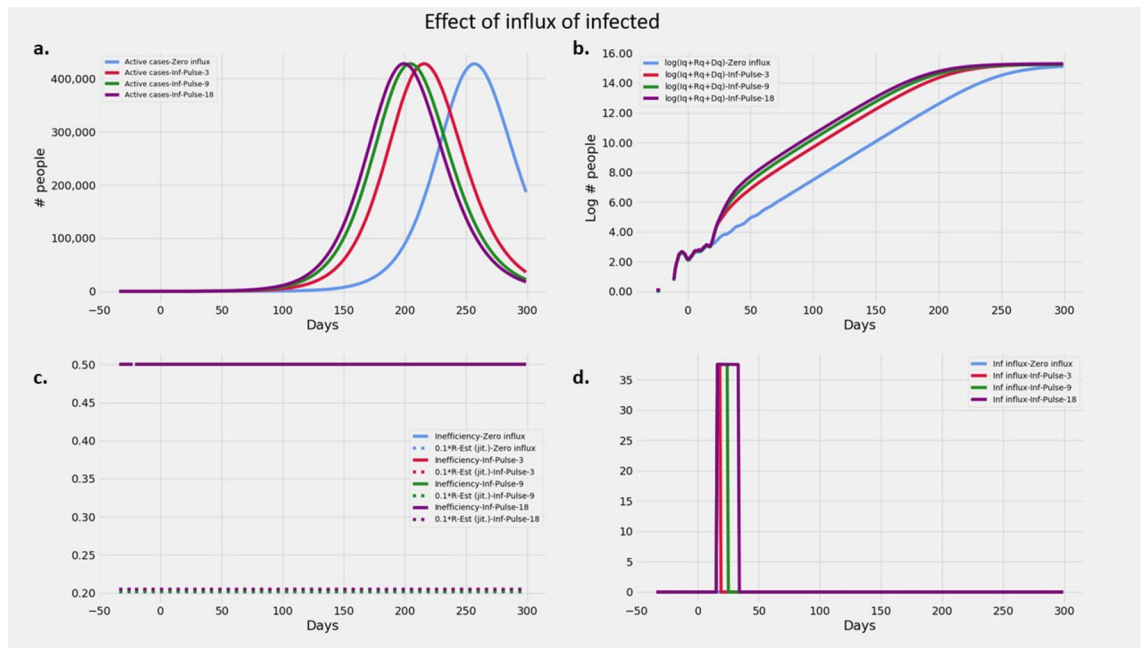 Effect of influx of infected
a.
Active cases-Zero influx
Active cases-Inf-Pulse-3
Active cases-Inf-Pulse-9
Active cases-Inf-Pulse-18
400,000
300,000
200,000
100,000
0
# people
−50 0 50 100 150 200 250 300
Days
b.
log(Iq+Rq+Dq)-Zero influx
log(Iq+Rq+Dq)-Inf-Pulse-3
log(Iq+Rq+Dq)-Inf-Pulse-9
log(Iq+Rq+Dq)-Inf-Pulse-18
16.00
14.00
12.00
10.00
8.00
6.00
4.00
2.00
0.00
Log # people
0 50 100 150 200 250 300
Days
c.
0.50
0.45
0.40
0.35
0.30
0.25
0.20
Inefficiency-Zero influx
0.1*R-Est (jit.)-Zero influx
Inefficiency-Inf-Pulse-3
0.1*R-Est (jit.)-Inf-Pulse-3
Inefficiency-Inf-Pulse-9
0.1*R-Est (jit.)-Inf-Pulse-9
Inefficiency-Inf-Pulse-18
0.1*R-Est (jit.)-Inf-Pulse-18
−50 0 50 100 150 200 250 300
Days
d.
Inf influx-Zero influx
Inf influx-Inf-Pulse-3
Inf influx-Inf-Pulse-9
Inf influx-Inf-Pulse-18
35
30
25
20
15
10
5
0
−50 0 50 100 150 200 250 300
Days